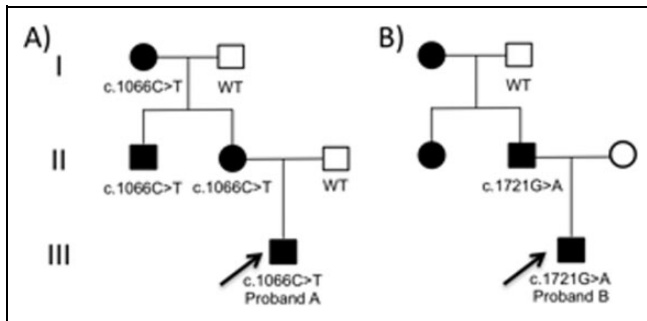 A)
B)
I
c.1066C>T
WT
WT
II
c.1066C>T
c.1066C>T
WT
c.1721G>A
III
c.1066C>T
Proband A
c.1721G>A
Proband B